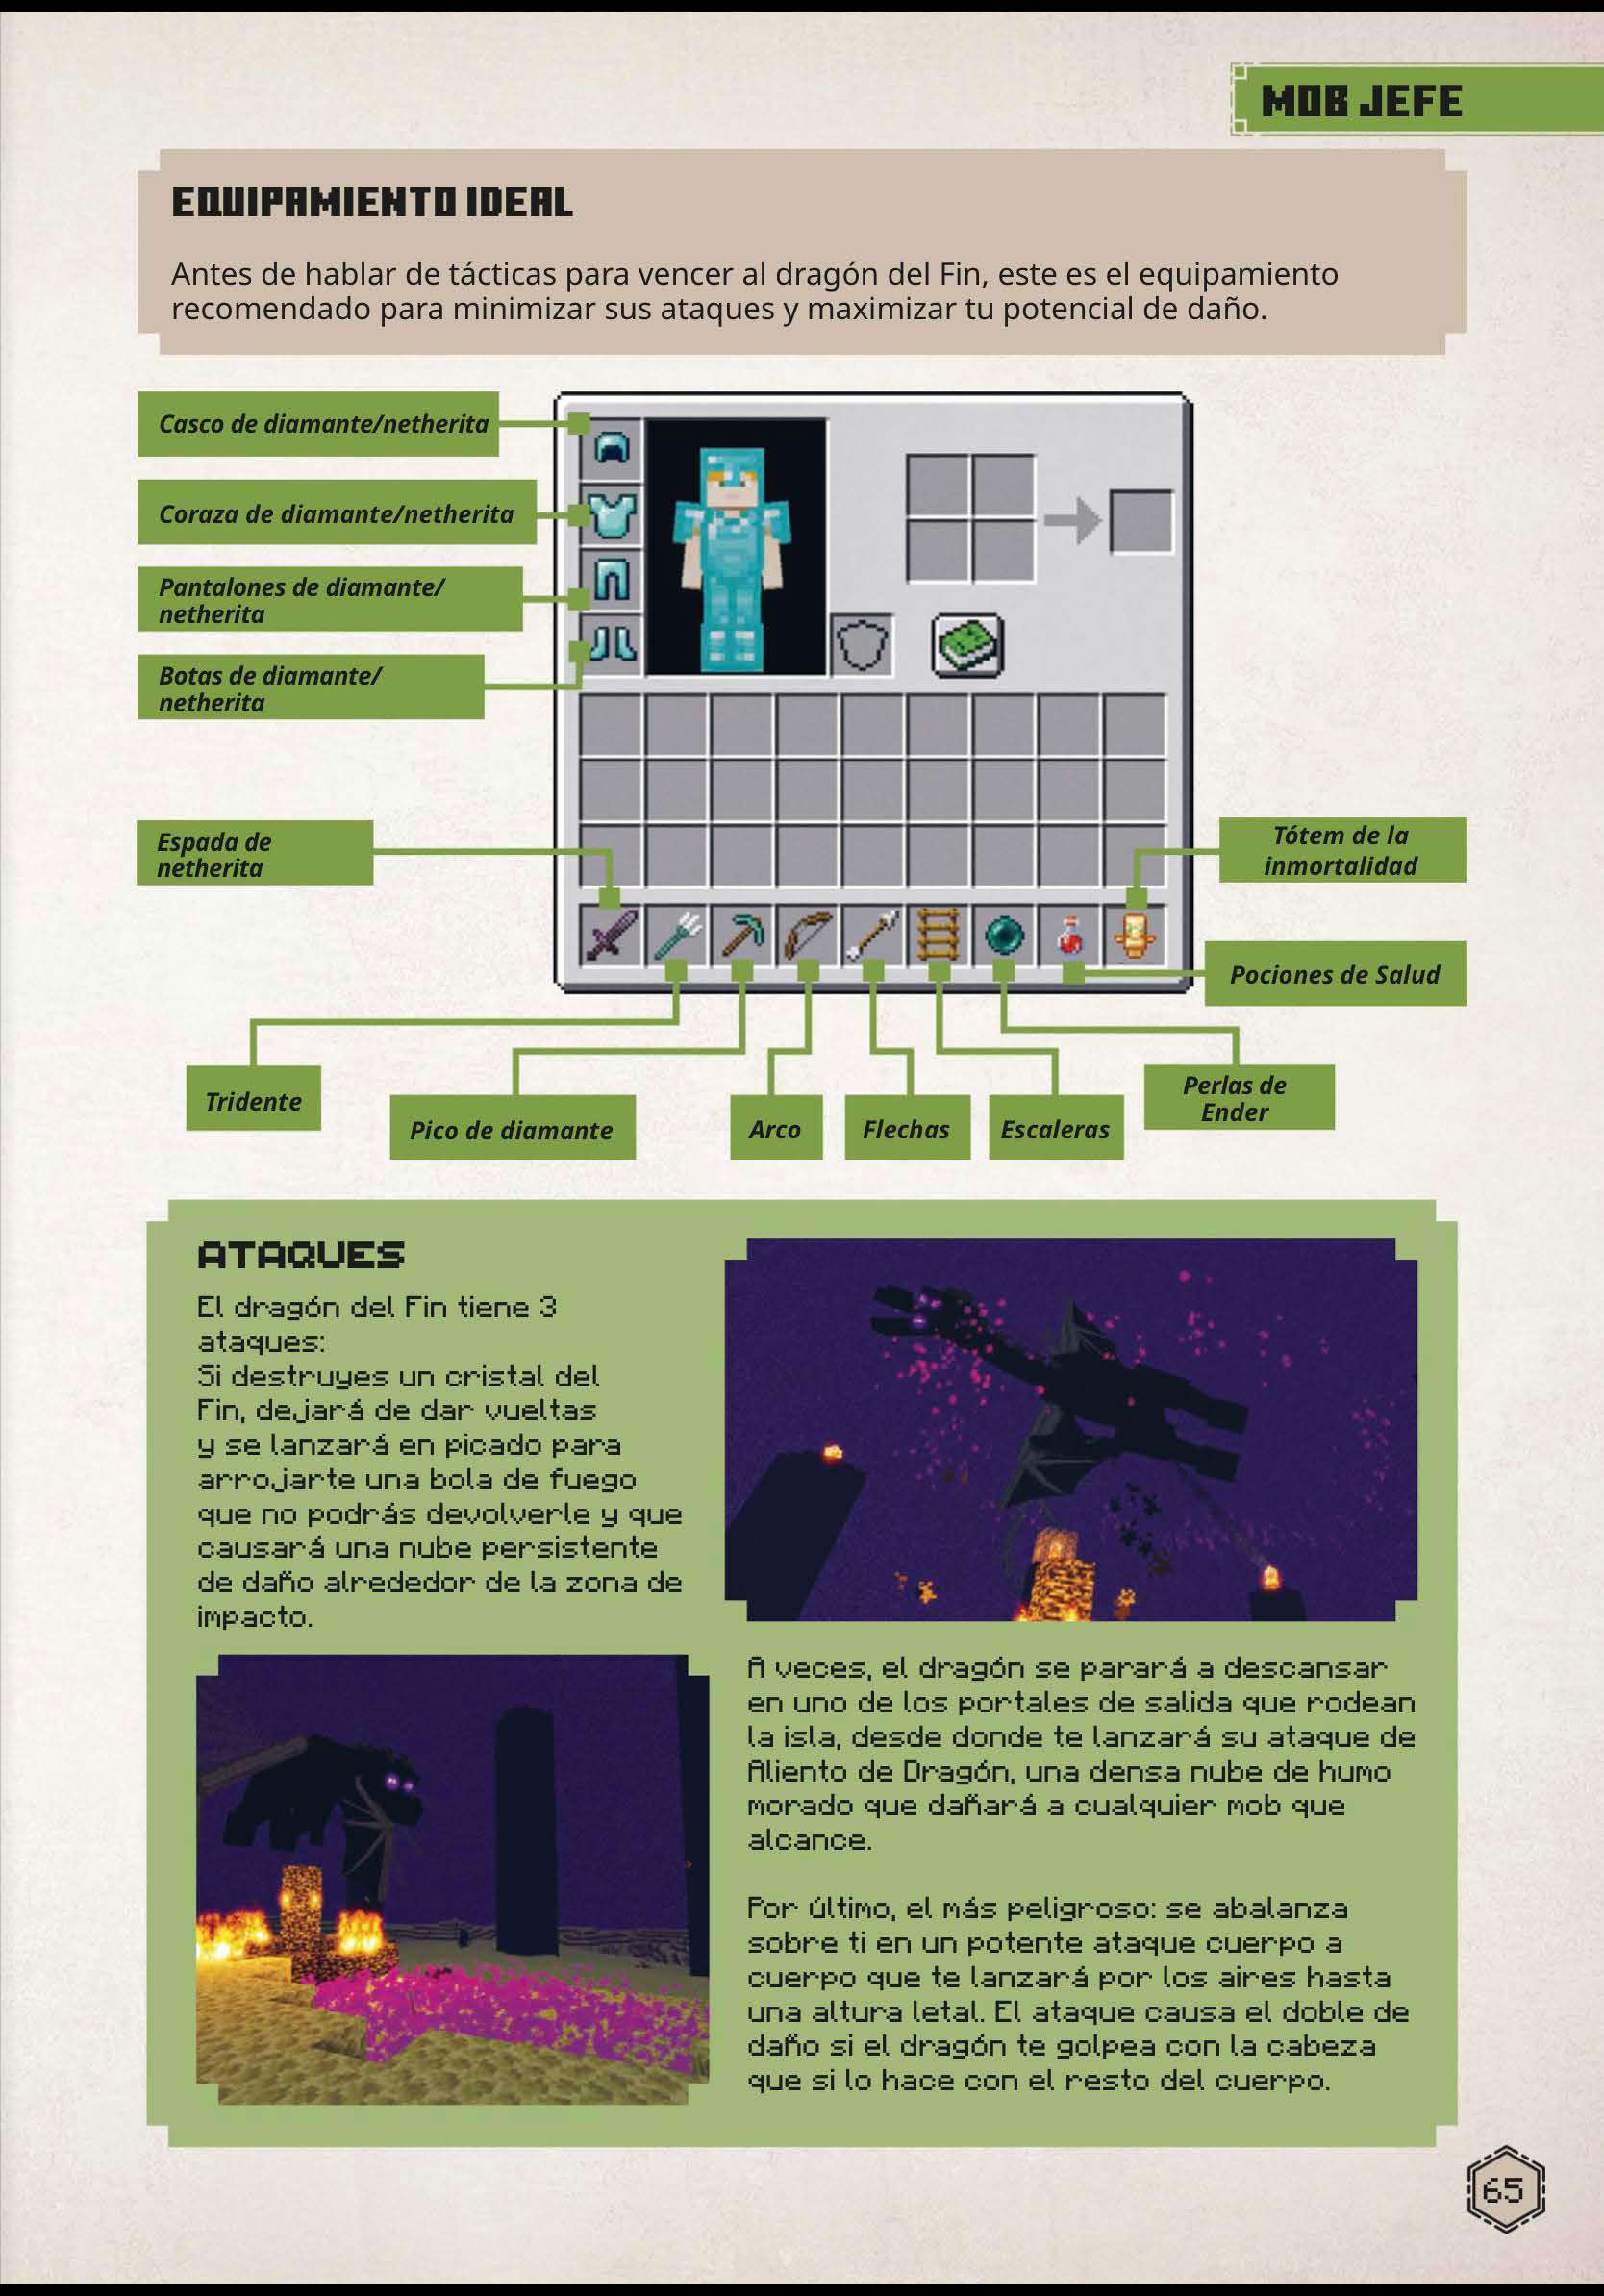 MOB JEFE
EQUIPAMIENTO IDEAL
Antes de hablar de tácticas para vencer al dragón del Fin, este es el equipamiento
recomendado para minimizar sus ataques y maximizar tu potencial de daño.
Casco de diamante/netherita
Coraza de diamante/netherita
Pantalones de diamante/
netherita
Botas de diamante/
netherita
Espada de
netherita
Tótem de la
inmortalidad
Pociones de Salud
Tridente
Pico de diamante
Arco
Flechas
Escaleras
Perlas de
Ender
ATAQUES
El dragón del Fin tiene 3
ataques:
Si destruyes un cristal del
Fin, dejará de dar vueltas
y se lanzará en picado para
arrojarte una bola de fuego
que no podrás devolverle y que
causará una nube persistente
de daño alrededor de la zona de
impacto.
A veces, el dragón se parará a descansar
en uno de los portales de salida que rodean
la isla, desde donde te lanzará su ataque de
Aliento de Dragón, una densa nube de humo
morado que dañará a cualquier mob que
alcance.
Por último, el más peligroso: se abalanza
sobre ti en un potente ataque cuerpo a
cuerpo que te lanzará por los aires hasta
una altura letal. El ataque causa el doble de
daño si el dragón te golpea con la cabeza
que si lo hace con el resto del cuerpo.
65